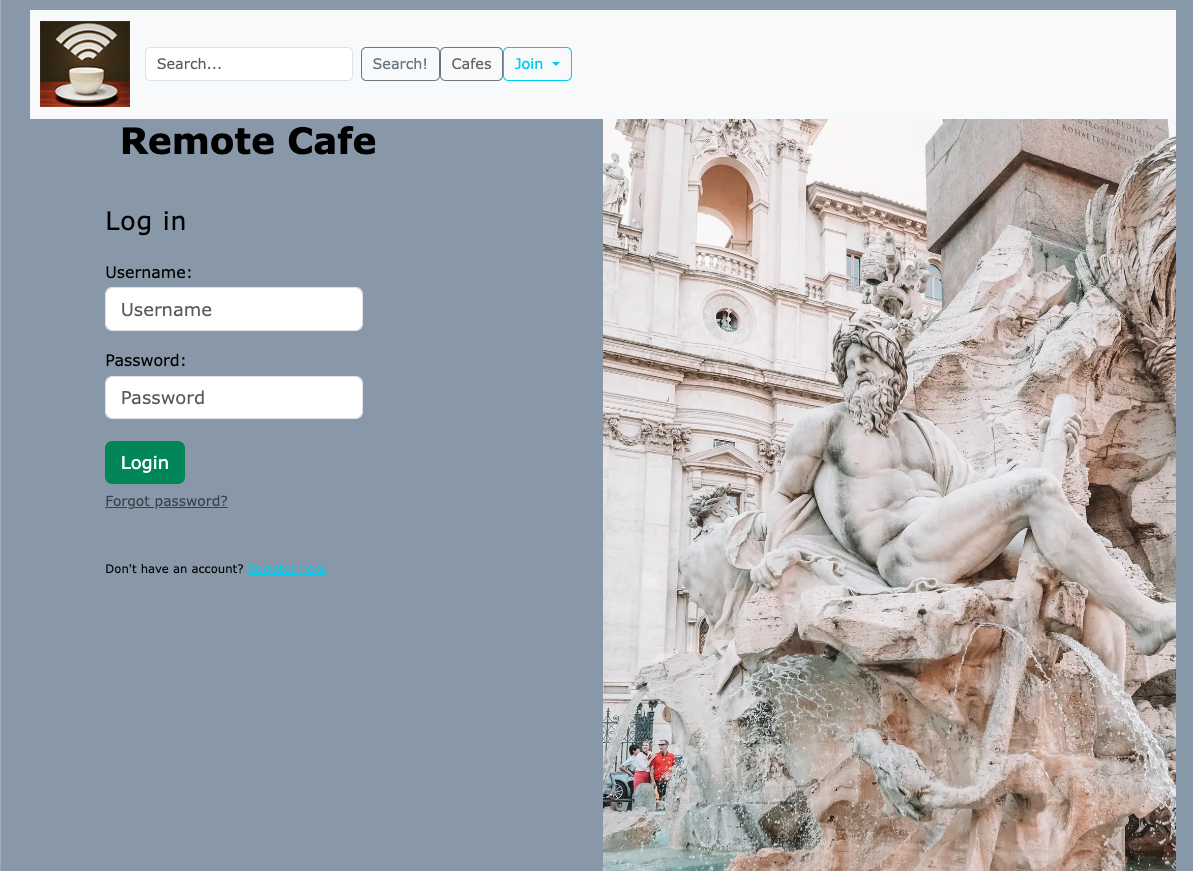 Search...
Search!
Cafes
Join
Remote Cafe
Log in
Username:
Username
Password:
Password
Login
Forgot password?
Don't have an account? Register here